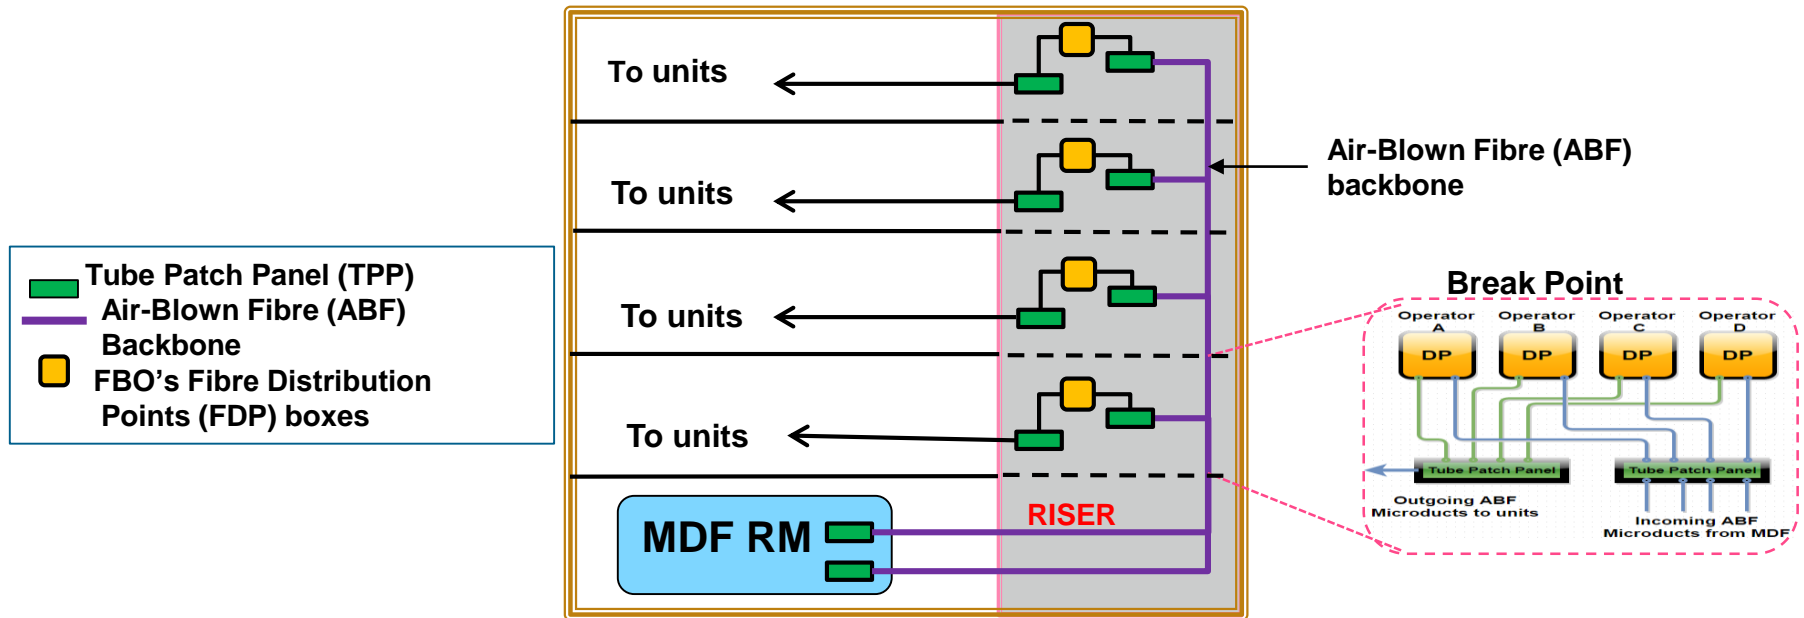 Tube Patch Panel (TPP)
Air-Blown Fibre (ABF)
Backbone
FBO's Fibre Distribution
Points (FDP) boxes
To units
To units
To units
To units
MDF RM
RISER
Air-Blown Fibre (ABF)
backbone
Break Point
Operator A
Operator B
Operator C
Operator D
DP
DP
DP
DP
Tube Patch Panel
Tube Patch Panel
Outgoing ABF
Microducts to units
Incoming ABF
Microducts from MDF